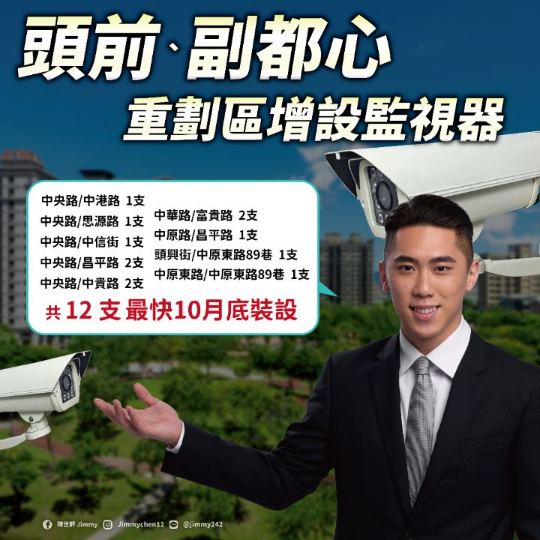 頭前、副都心
重劃區增設監視器
中央路/中港路 1支
中央路/思源路 1支
中央路/中信街 1支
中央路/昌平路 2支
中央路/中貴路 2支
中華路/富貴路 2支
中原路/昌平路 1支
頭興街/中原東路89巷 1支
中原東路/中原東路89巷 1支
共 12 支 最快10月底裝設
陳世軒 Jimmy Jimmychen12 @jimmy242